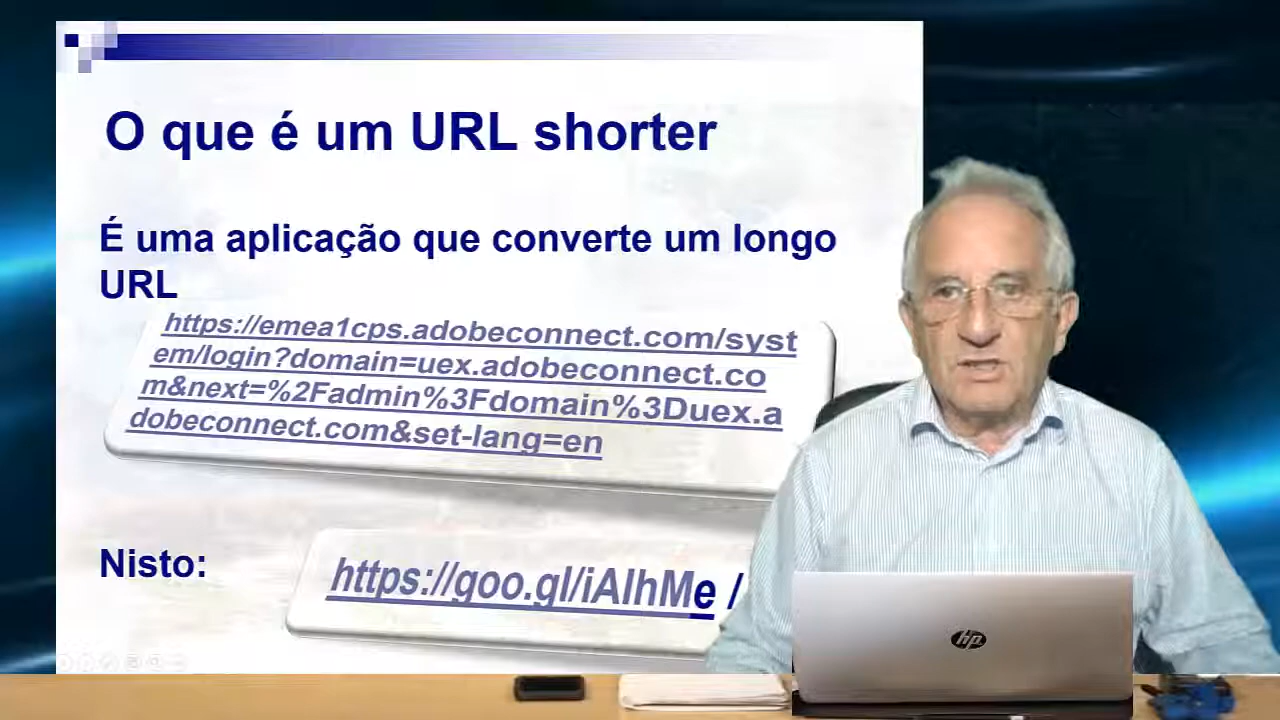 O que é um URL shorter
É uma aplicação que converte um longo
URL
https://emea1cps.adobeconnect.com/syst
em/login?domain=uex.adobeconnect.co
m&next=%2Fadmin%3Fdomain%3Duex.a
dobeconnect.com&set-lang=en
Nisto:
https://goo.gl/iAlhMe /
hp